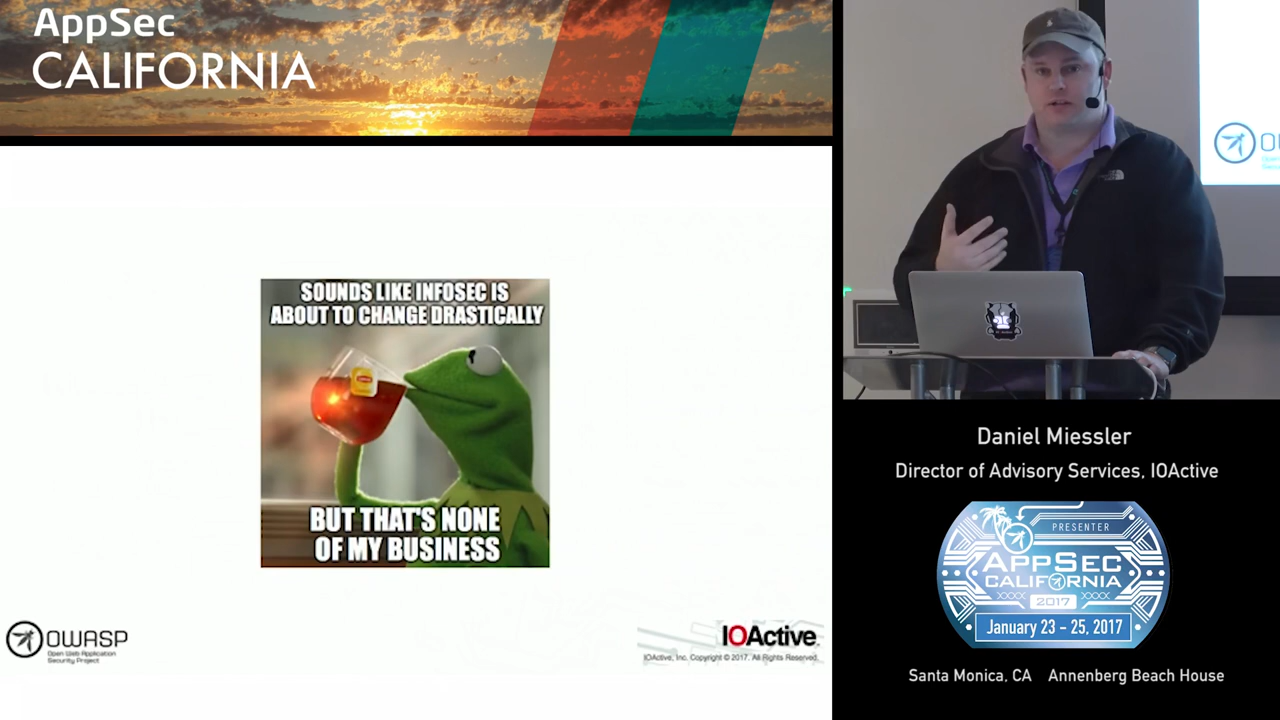 AppSec
CALIFORNIA
SOUNDS LIKE INFOSEC IS
ABOUT TO CHANGE DRASTICALLY
BUT THAT'S NONE
OF MY BUSINESS
OWASP
Open Web Application
Security Project
IOActive
IOActive, Inc. Copyright © 2017. All Rights Reserved.
Daniel Miessler
Director of Advisory Services, IOActive
PRESENTER
APPSEC
CALIFORNIA
2017
January 23 - 25, 2017
Santa Monica, CA Annenberg Beach House